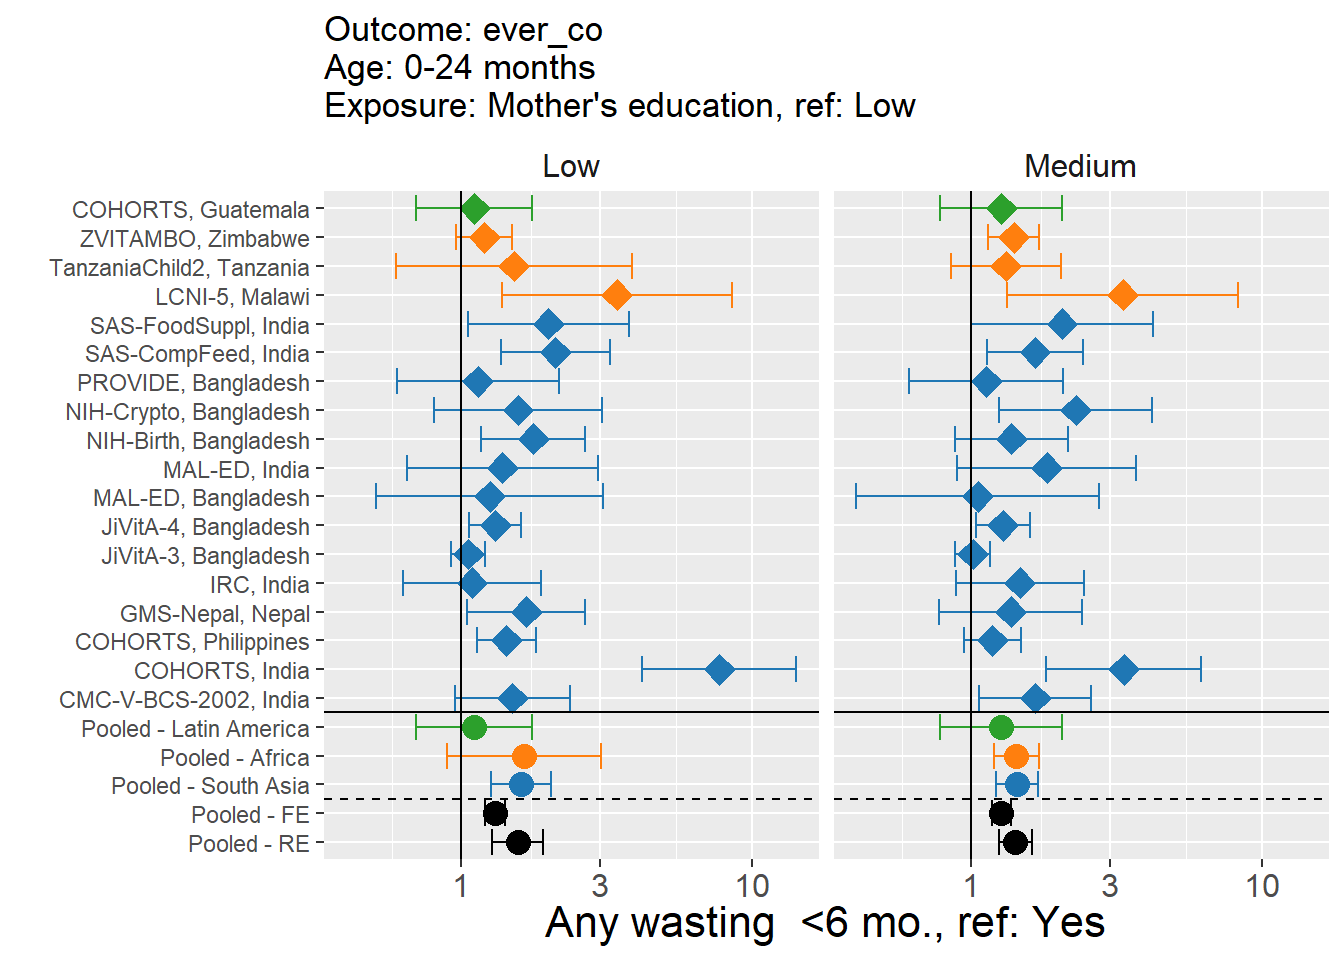 Outcome: ever_co
Age: 0-24 months
Exposure: Mother's education, ref: Low
Low
Medium
COHORTS, Guatemala
ZVITAMBO, Zimbabwe
TanzaniaChild2, Tanzania
LCNI-5, Malawi
SAS-FoodSuppl, India
SAS-CompFeed, India
PROVIDE, Bangladesh
NIH-Crypto, Bangladesh
NIH-Birth, Bangladesh
MAL-ED, India
MAL-ED, Bangladesh
JiVitA-4, Bangladesh
JiVitA-3, Bangladesh
IRC, India
GMS-Nepal, Nepal
COHORTS, Philippines
COHORTS, India
CMC-V-BCS-2002, India
Pooled - Latin America
Pooled - Africa
Pooled - South Asia
Pooled - FE
Pooled - RE
1 3 10
1 3 10
Any wasting  <6 mo., ref: Yes